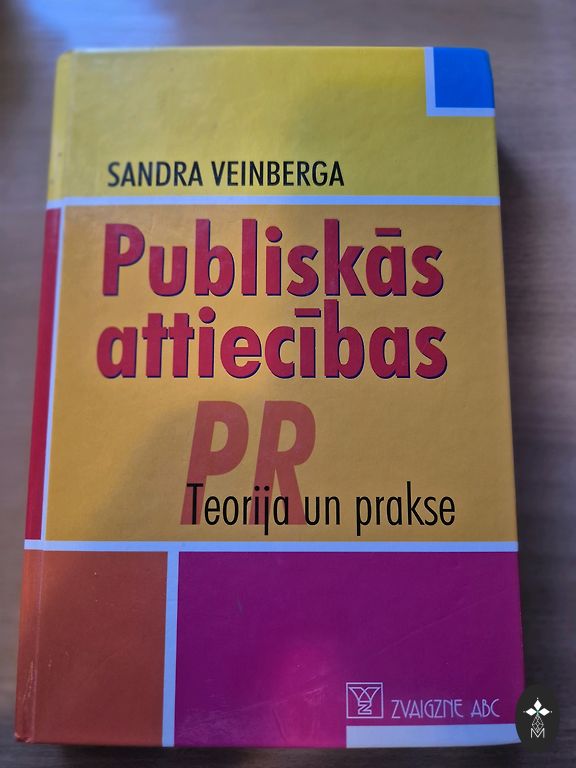 SANDRA VEINBERGA
Publiskās
attiecības
PR
Teorija un prakse
ZVAIGZNE ABC